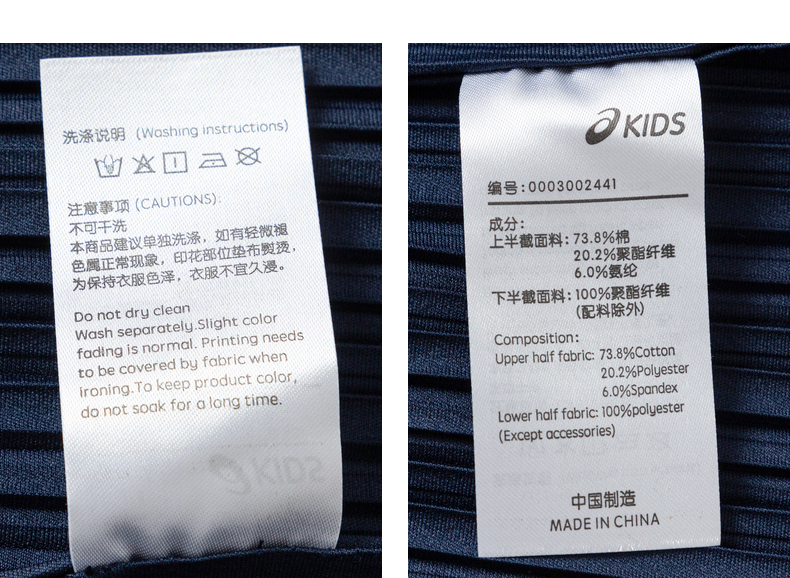 洗涤说明 (Washing instructions)
注意事项 (CAUTIONS):
不可干洗
本商品建议单独洗涤，如有轻微褪
色属正常现象，印花部位垫布熨烫，
为保持衣服色泽，衣服不宜久浸。
Do not dry clean
Wash separately.Slight color
fading is normal. Printing needs
to be covered by fabric when
ironing.To keep product color,
do not soak for a long time.
KIDS
KIDS
编号:0003002441
成分:
上半截面料:73.8%棉
20.2%聚酯纤维
6.0%氨纶
下半截面料:100%聚酯纤维
(配料除外)
Composition:
Upper half fabric: 73.8%Cotton
20.2%Polyester
6.0%Spandex
Lower half fabric: 100%polyester
(Except accessories)
中国制造
MADE IN CHINA